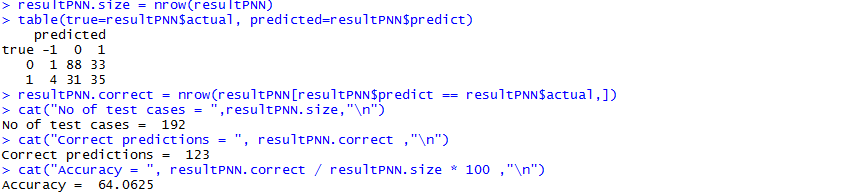 > resultPNN.size = nrow(resultPNN)
> table(true=resultPNN$actual, predicted=resultPNN$predict)
    predicted
true -1  0  1
   0  1 88 33
   1  4 31 35
> resultPNN.correct = nrow(resultPNN[resultPNN$predict == resultPNN$actual,])
> cat("No of test cases = ",resultPNN.size,"\n")
No of test cases =  192
> cat("Correct predictions = ", resultPNN.correct ,"\n")
Correct predictions =  123
> cat("Accuracy = ", resultPNN.correct / resultPNN.size * 100 ,"\n")
Accuracy =  64.0625